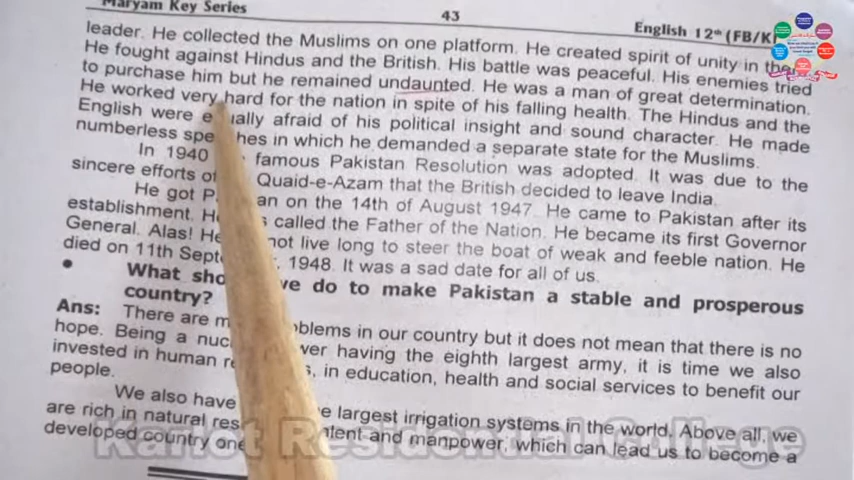 Maryam Key Series 43 English 12th (FB/K
leader. He collected the Muslims on one platform. He created spirit of unity in
He fought against Hindus and the British. His battle was peaceful. His enemies tried
to purchase him but he remained undaunted. He was a man of great determination.
He worked very hard for the nation in spite of his falling health. The Hindus and the
English were e ually afraid of his political insight and sound character. He made
numberless spe hes in which he demanded a separate state for the Muslims.
In 1940 famous Pakistan Resolution was adopted. It was due to the
sincere efforts of Quaid-e-Azam that the British decided to leave India.
He got P an on the 14th of August 1947. He came to Pakistan after its
establishment. H s called the Father of the Nation. He became its first Governor
General. Alas! He not live long to steer the boat of weak and feeble nation. He
died on 11th Sept , 1948. It was a sad date for all of us.
• What sho we do to make Pakistan a stable and prosperous
country?
Ans: There are m oblems in our country but it does not mean that there is no
hope. Being a nuc wer having the eighth largest army, it is time we also
invested in human re s, in education, health and social services to benefit our
people.
We also have e largest irrigation systems in the world. Above all, we
are rich in natural res lent and manpower, which can lead us to become a
developed country one
Karlot Residential College